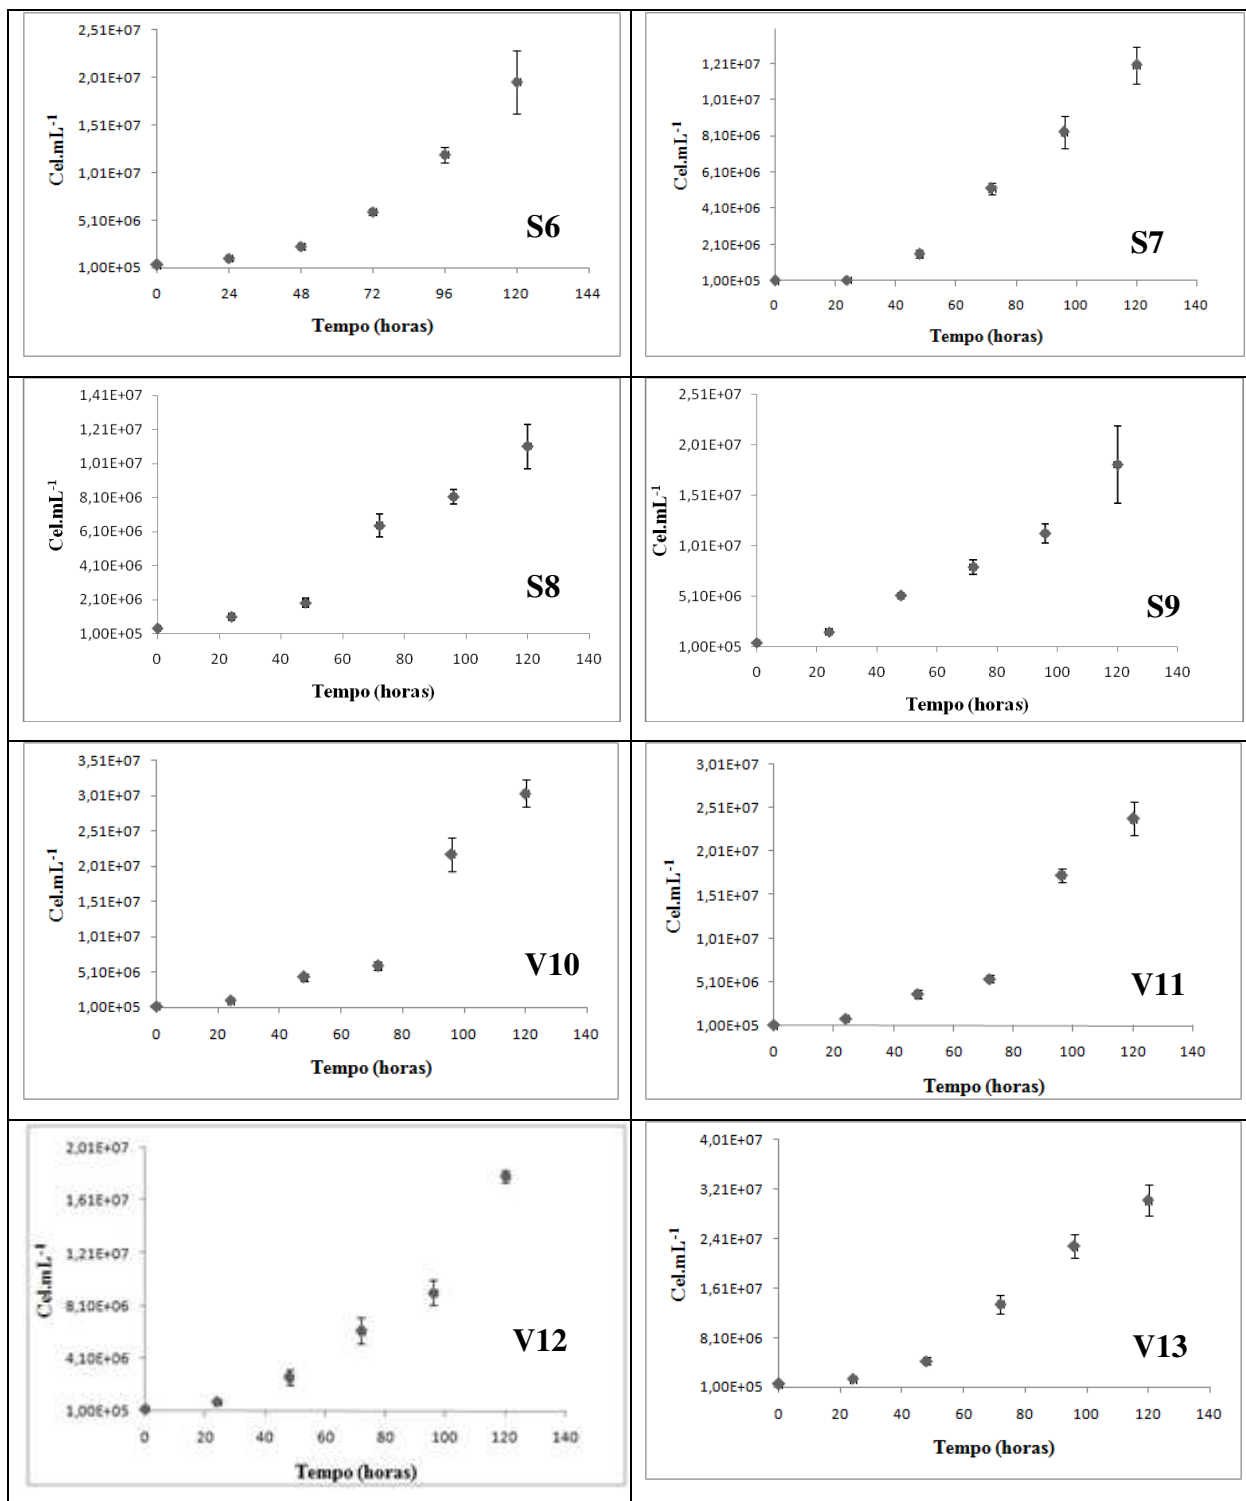 2,51E+07
2,01E+07
1,51E+07
1,01E+07
5,10E+06
1,00E+05
Cel.mL-1
0 24 48 72 96 120 144
Tempo (horas)
S6
1,21E+07
1,01E+07
8,10E+06
6,10E+06
4,10E+06
2,10E+06
1,00E+05
Cel.mL-1
0 20 40 60 80 100 120 140
Tempo (horas)
S7
1,41E+07
1,21E+07
1,01E+07
8,10E+06
6,10E+06
4,10E+06
2,10E+06
1,00E+05
Cel.mL-1
0 20 40 60 80 100 120 140
Tempo (horas)
S8
2,51E+07
2,01E+07
1,51E+07
1,01E+07
5,10E+06
1,00E+05
Cel.mL-1
0 20 40 60 80 100 120 140
Tempo (horas)
S9
3,51E+07
3,01E+07
2,51E+07
2,01E+07
1,51E+07
1,01E+07
5,10E+06
1,00E+05
Cel.mL-1
0 20 40 60 80 100 120 140
Tempo (horas)
V10
3,01E+07
2,51E+07
2,01E+07
1,51E+07
1,01E+07
5,10E+06
1,00E+05
Cel.mL-1
0 20 40 60 80 100 120 140
Tempo (horas)
V11
2,01E+07
1,61E+07
1,21E+07
8,10E+06
4,10E+06
1,00E+05
Cel.mL-1
0 20 40 60 80 100 120 140
Tempo (horas)
V12
4,01E+07
3,21E+07
2,41E+07
1,61E+07
8,10E+06
1,00E+05
Cel.mL-1
0 20 40 60 80 100 120 140
Tempo (horas)
V13